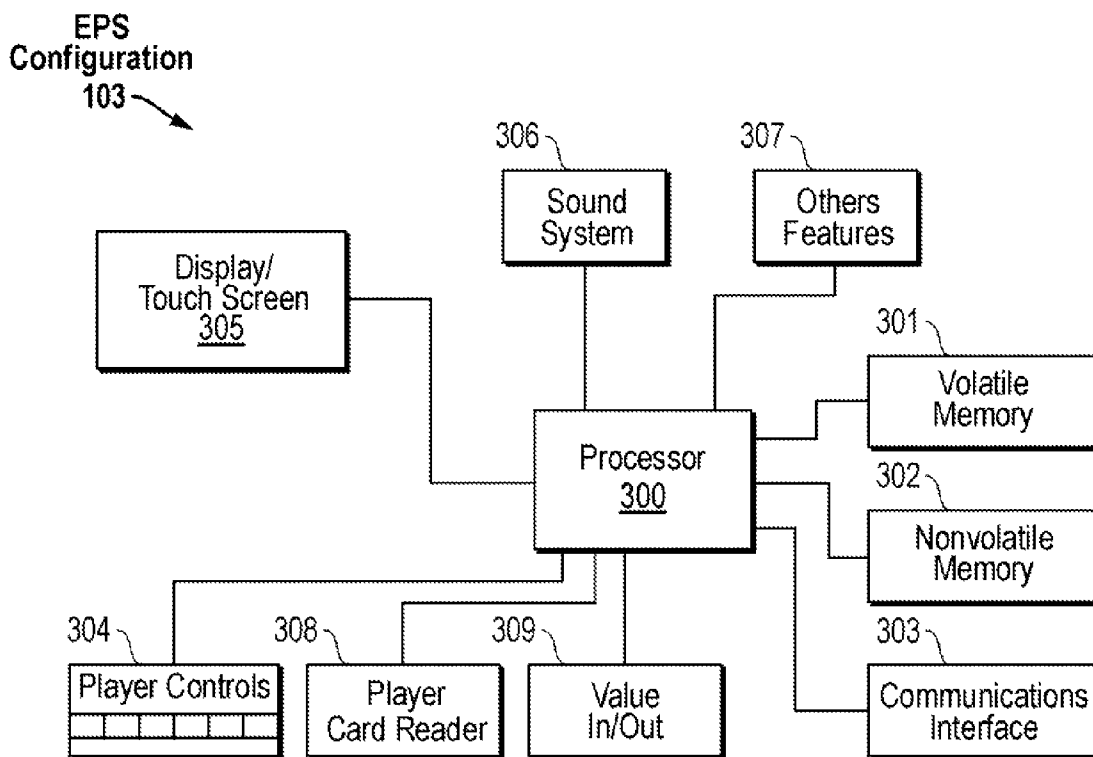 EPS
Configuration
103
306
Sound
System
307
Others
Features
Display/
Touch Screen
305
301
Volatile
Memory
Processor
300
302
Nonvolatile
Memory
304
Player Controls
308
Player
Card Reader
309
Value
In/Out
303
Communications
Interface